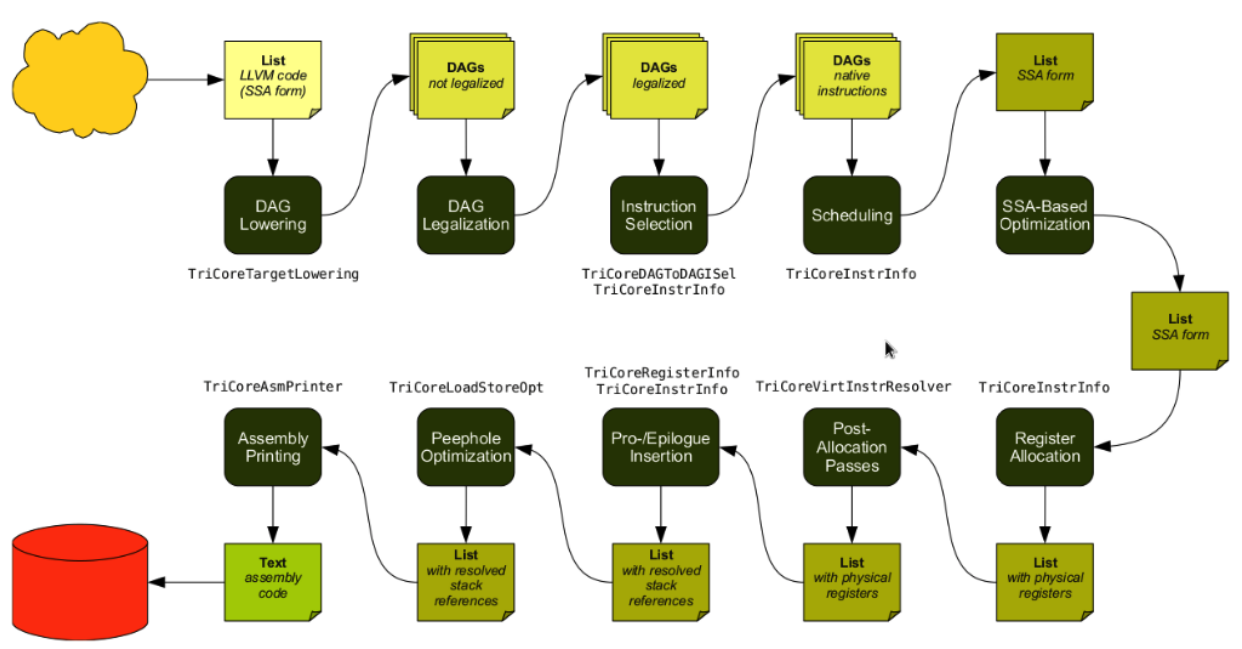 List
LLVM code
(SSA form)
DAGs
not legalized
DAGs
legalized
DAGs
native
instructions
List
SSA form
DAG
Lowering
DAG
Legalization
Instruction
Selection
Scheduling
SSA-Based
Optimization
TriCoreTargetLowering
TriCoreDAGToDAGISel
TriCoreInstrInfo
TriCoreInstrInfo
List
SSA form
TriCoreAsmPrinter
TriCoreLoadStoreOpt
TriCoreRegisterInfo
TriCoreInstrInfo
TriCoreVirtInstrResolver
TriCoreInstrInfo
Assembly
Printing
Peephole
Optimization
Pro-/Epilogue
Insertion
Post-
Allocation
Passes
Register
Allocation
Text
assembly
code
List
with resolved
stack
references
List
with resolved
stack
references
List
with physical
registers
List
with physical
registers